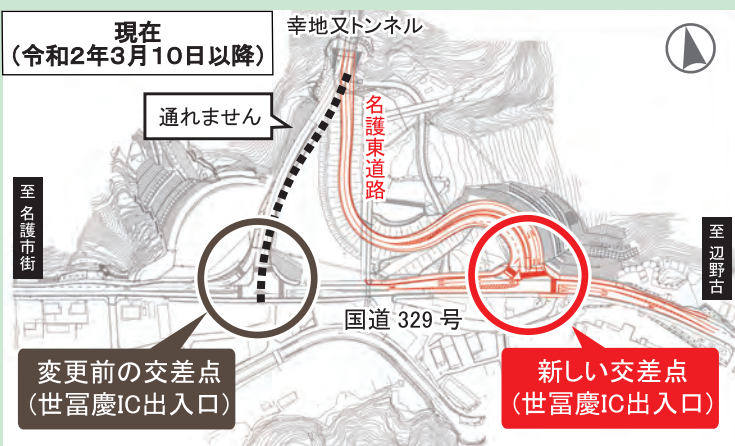 現在
(令和2年3月10日以降)
幸地又トンネル
通れません
名護東道路
至 名護市街
至 辺野古
国道 329 号
変更前の交差点
(世冨慶IC出入口)
新しい交差点
(世冨慶IC出入口)